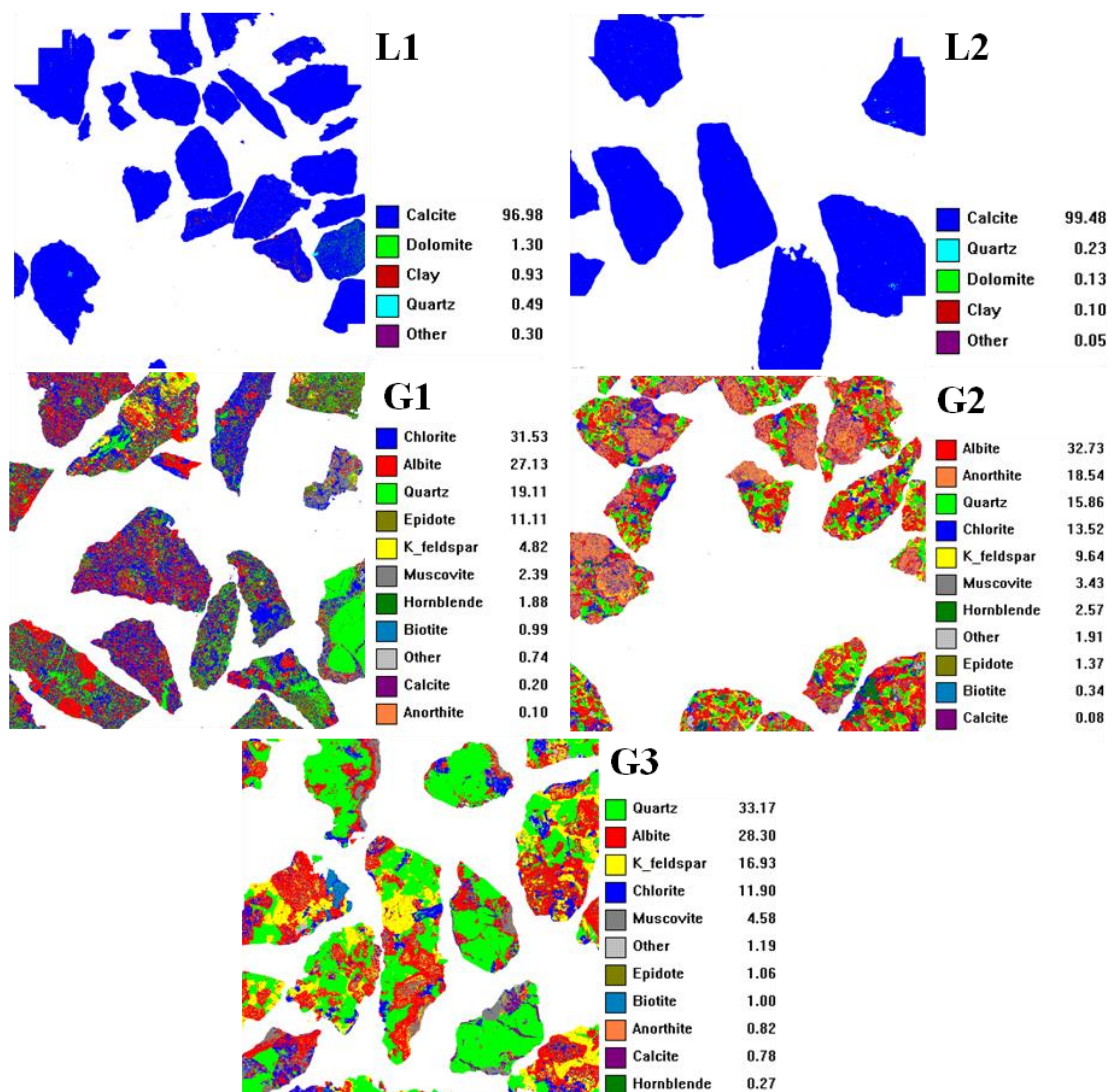 L1
Calcite 96.98
Dolomite 1.30
Clay 0.93
Quartz 0.49
Other 0.30
L2
Calcite 99.48
Quartz 0.23
Dolomite 0.13
Clay 0.10
Other 0.05
G1
Chlorite 31.53
Albite 27.13
Quartz 19.11
Epidote 11.11
K_feldspar 4.82
Muscovite 2.39
Hornblende 1.88
Biotite 0.99
Other 0.74
Calcite 0.20
Anorthite 0.10
G2
Albite 32.73
Anorthite 18.54
Quartz 15.86
Chlorite 13.52
K_feldspar 9.64
Muscovite 3.43
Hornblende 2.57
Other 1.91
Epidote 1.37
Biotite 0.34
Calcite 0.08
G3
Quartz 33.17
Albite 28.30
K_feldspar 16.93
Chlorite 11.90
Muscovite 4.58
Other 1.19
Epidote 1.06
Biotite 1.00
Anorthite 0.82
Calcite 0.78
Hornblende 0.27